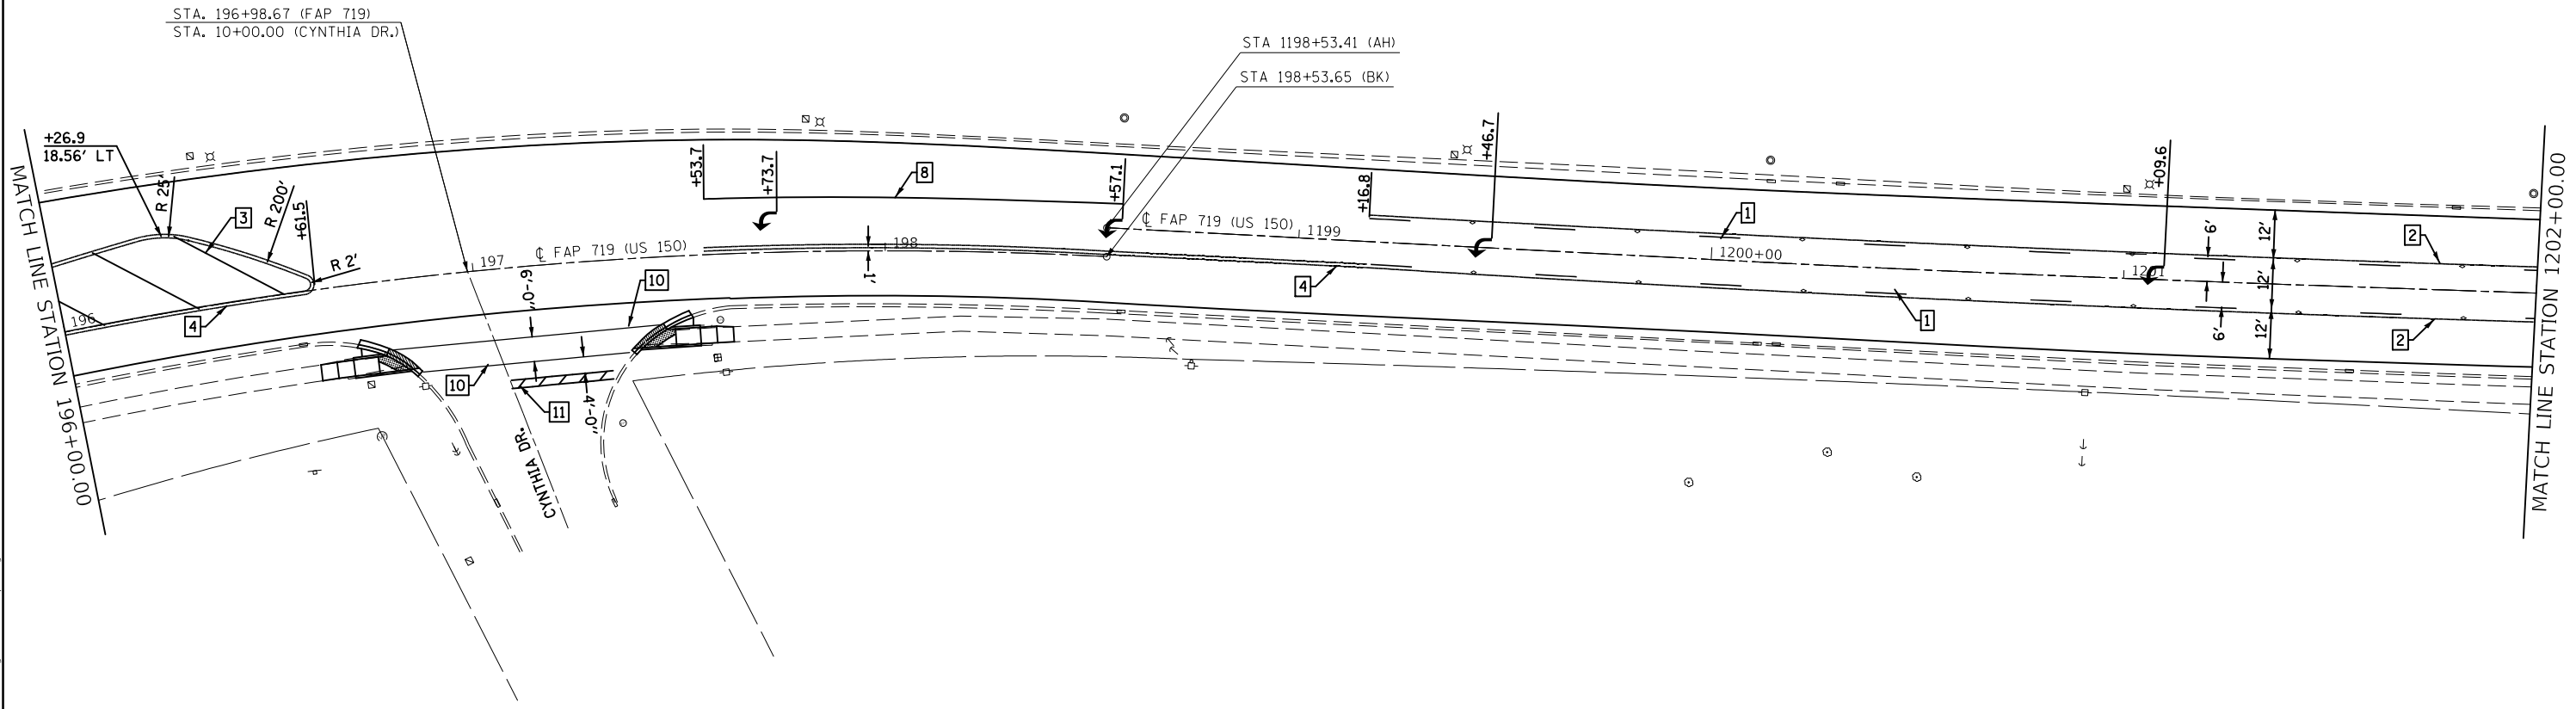 STA. 196+98.67 (FAP 719)
STA. 10+00.00 (CYNTHIA DR.)
STA 1198+53.41 (AH)
STA 198+53.65 (BK)
+26.9
18.56' LT
MATCH LINE STATION 196+00.00
R 25'
3
R 200'
+61.5
R 2'
196
4
197
℄ FAP 719 (US 150)
6'-0"
10
10
11
4'-0"
CYNTHIA DR.
+53.7
+73.7
8
1'
198
+57.1
℄ FAP 719 (US 150)
1199
+16.8
+46.7
4
1
1200+00
1
+09.6
1201
6'
6'
12'
12'
12'
2
2
MATCH LINE STATION 1202+00.00